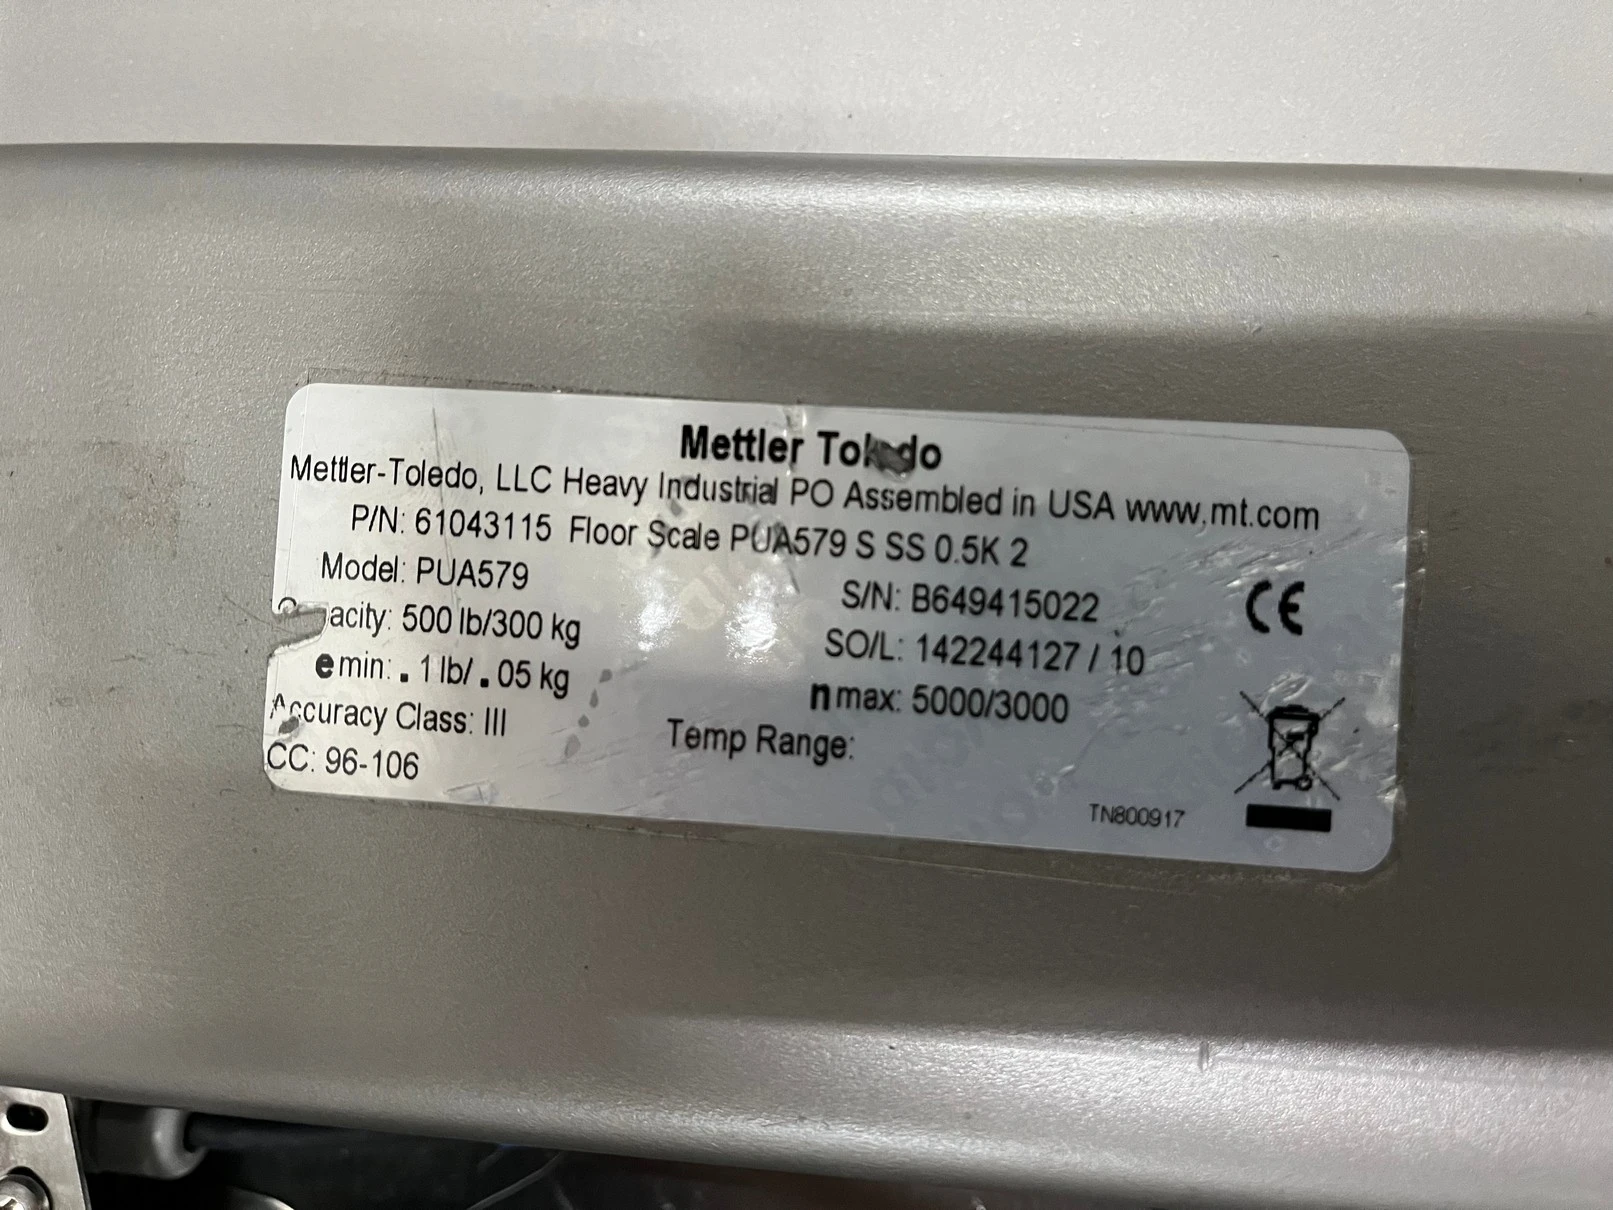 Mettler Toledo
Mettler-Toledo, LLC Heavy Industrial PO Assembled in USA www.mt.com
P/N: 61043115 Floor Scale PUA579 S SS 0.5K 2
Model: PUA579
S/N: B649415022
CE
acity: 500 lb/300 kg
SO/L: 142244127 / 10
e min: . 1 lb/ . 05 kg
n max: 5000/3000
Accuracy Class: III
Temp Range:
CC: 96-106
TN800917